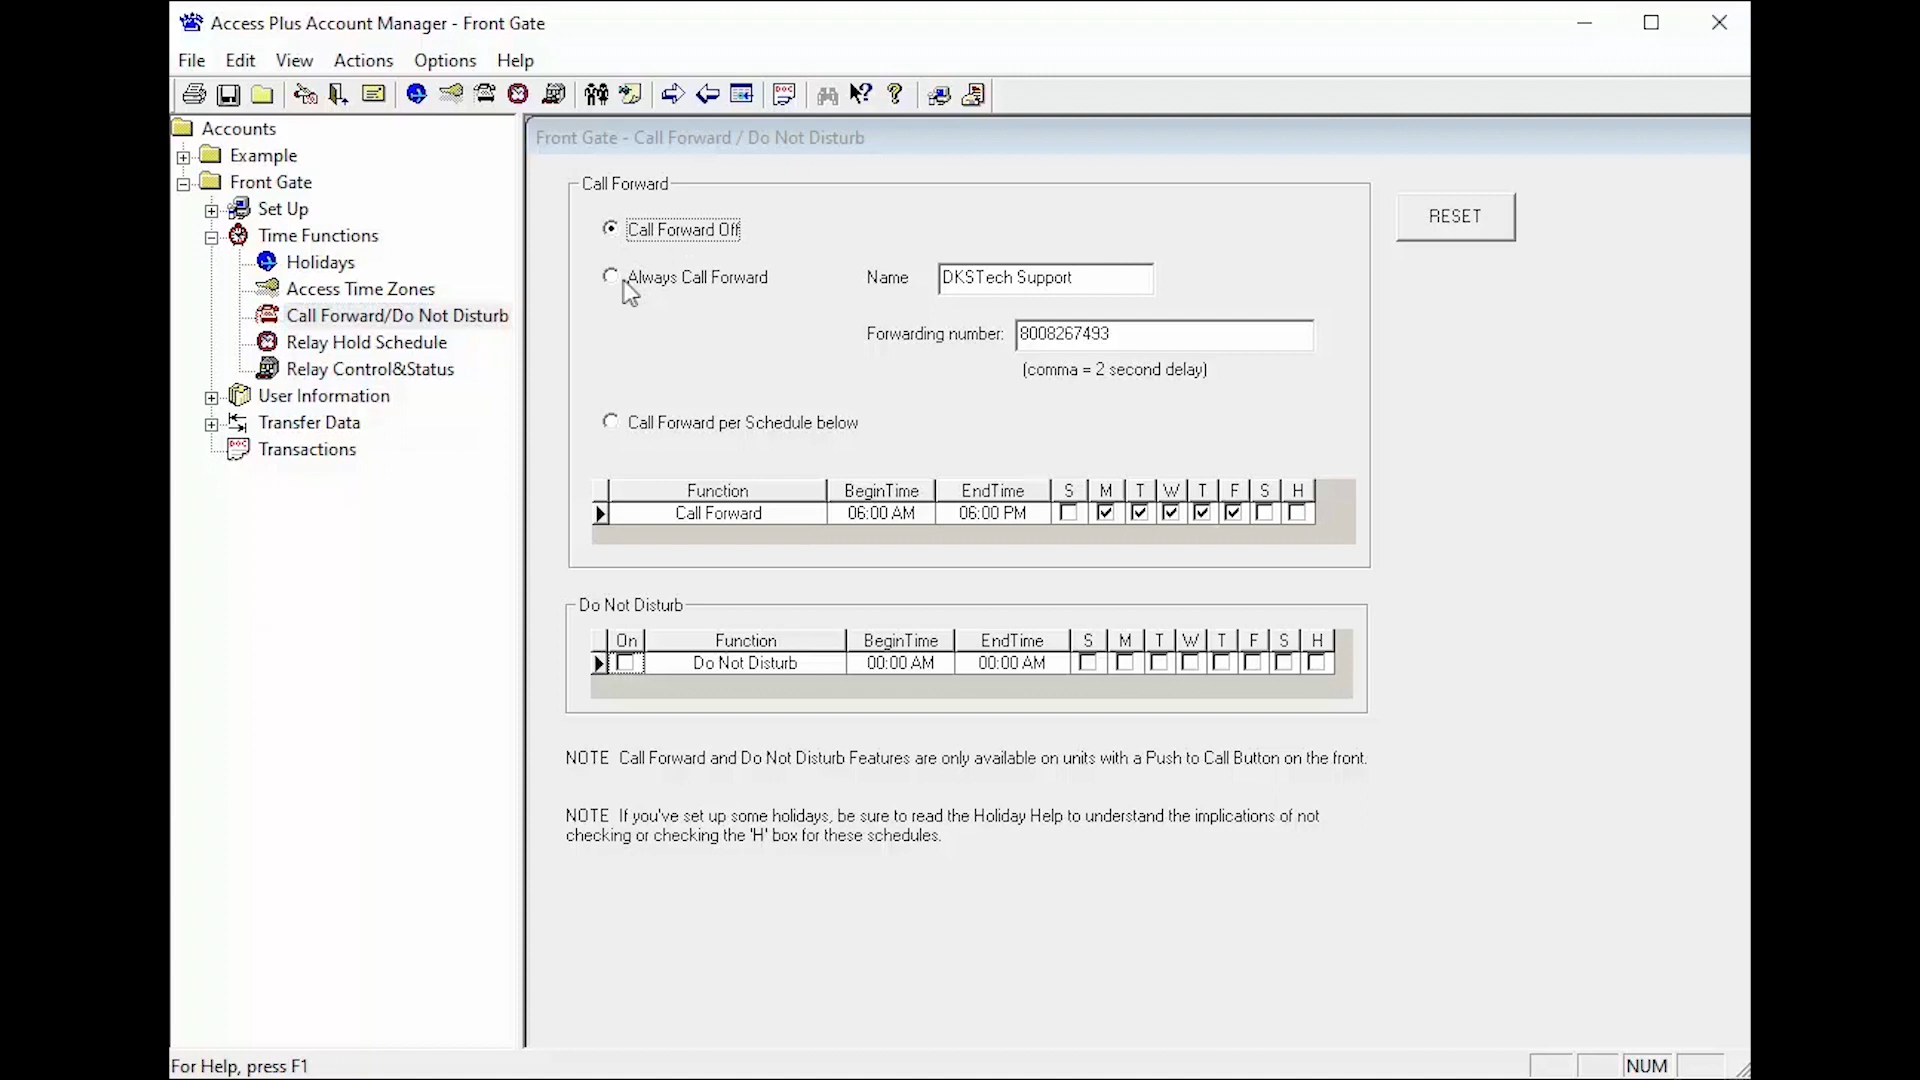 Access Plus Account Manager - Front Gate
File Edit View Actions Options Help
Accounts
Example
Front Gate
Set Up
Time Functions
Holidays
Access Time Zones
Call Forward/Do Not Disturb
Relay Hold Schedule
Relay Control&Status
User Information
Transfer Data
Transactions
Front Gate - Call Forward / Do Not Disturb
Call Forward
Call Forward Off
RESET
Always Call Forward Name DKSTech Support
Forwarding number: 8008267493
(comma = 2 second delay)
Call Forward per Schedule below
Function BeginTime EndTime S M T W T F S H
Call Forward 06:00 AM 06:00 PM
Do Not Disturb
On Function BeginTime EndTime S M T W T F S H
Do Not Disturb 00:00 AM 00:00 AM
NOTE Call Forward and Do Not Disturb Features are only available on units with a Push to Call Button on the front.
NOTE If you've set up some holidays, be sure to read the Holiday Help to understand the implications of not
checking or checking the 'H' box for these schedules.
For Help, press F1
NUM